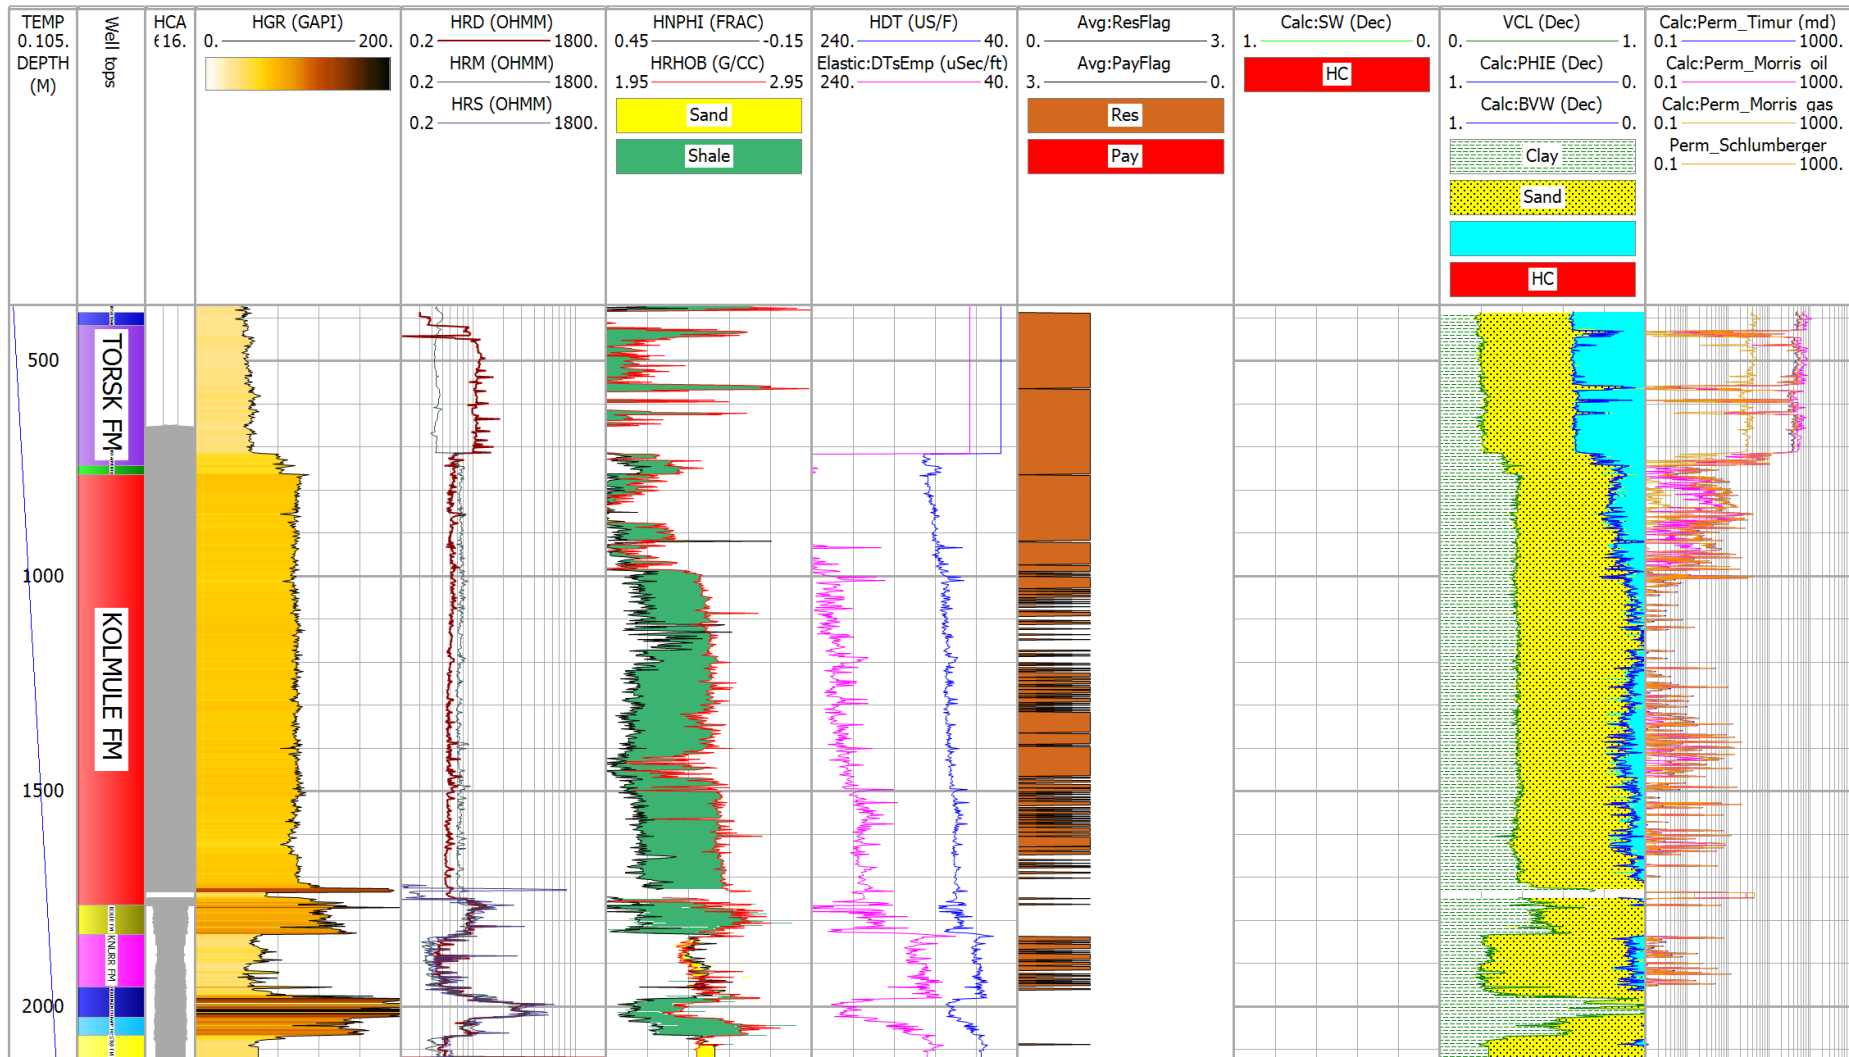 TEMP
0.105.
DEPTH
(M)
Well tops
HCA
16.
HGR (GAPI)
0. 200.
HRD (OHMM)
0.2 1800.
HRM (OHMM)
0.2 1800.
HRS (OHMM)
0.2 1800.
HNPHI (FRAC)
0.45 -0.15
HRHOB (G/CC)
1.95 2.95
Sand
Shale
HDT (US/F)
240. 40.
Elastic:DTsEmp (uSec/ft)
240. 40.
Avg:ResFlag
0. 3.
Avg:PayFlag
3. 0.
Res
Pay
Calc:SW (Dec)
1. 0.
HC
VCL (Dec)
0. 1.
Calc:PHIE (Dec)
1. 0.
Calc:BVW (Dec)
1. 0.
Clay
Sand
HC
Calc:Perm_Timur (md)
0.1 1000.
Calc:Perm_Morris oil
0.1 1000.
Calc:Perm_Morris gas
0.1 1000.
Perm_Schlumberger
0.1 1000.
TORSK FM
500
1000
KOLMULE FM
1500
KNURR FM
2000